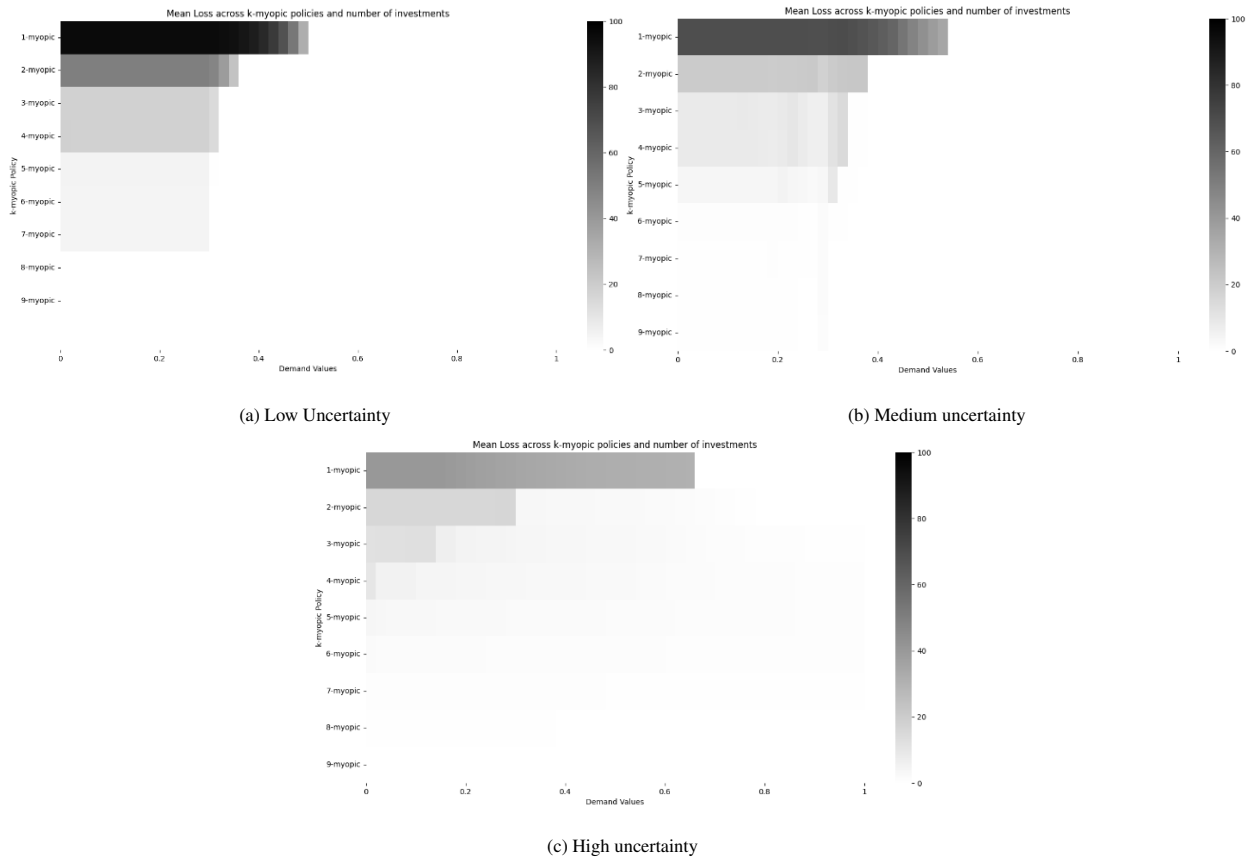 Mean Loss across k-myopic policies and number of investments
1-myopic
2-myopic
3-myopic
4-myopic
5-myopic
6-myopic
7-myopic
8-myopic
9-myopic
k-myopic Policy
0 0.2 0.4 0.6 0.8 1
Demand Values
100
80
60
40
20
0
(a) Low Uncertainty
Mean Loss across k-myopic policies and number of investments
1-myopic
2-myopic
3-myopic
4-myopic
5-myopic
6-myopic
7-myopic
8-myopic
9-myopic
k-myopic Policy
0 0.2 0.4 0.6 0.8 1
Demand Values
100
80
60
40
20
0
(b) Medium uncertainty
Mean Loss across k-myopic policies and number of investments
1-myopic
2-myopic
3-myopic
4-myopic
5-myopic
6-myopic
7-myopic
8-myopic
9-myopic
k-myopic Policy
0 0.2 0.4 0.6 0.8 1
Demand Values
100
80
60
40
20
0
(c) High uncertainty